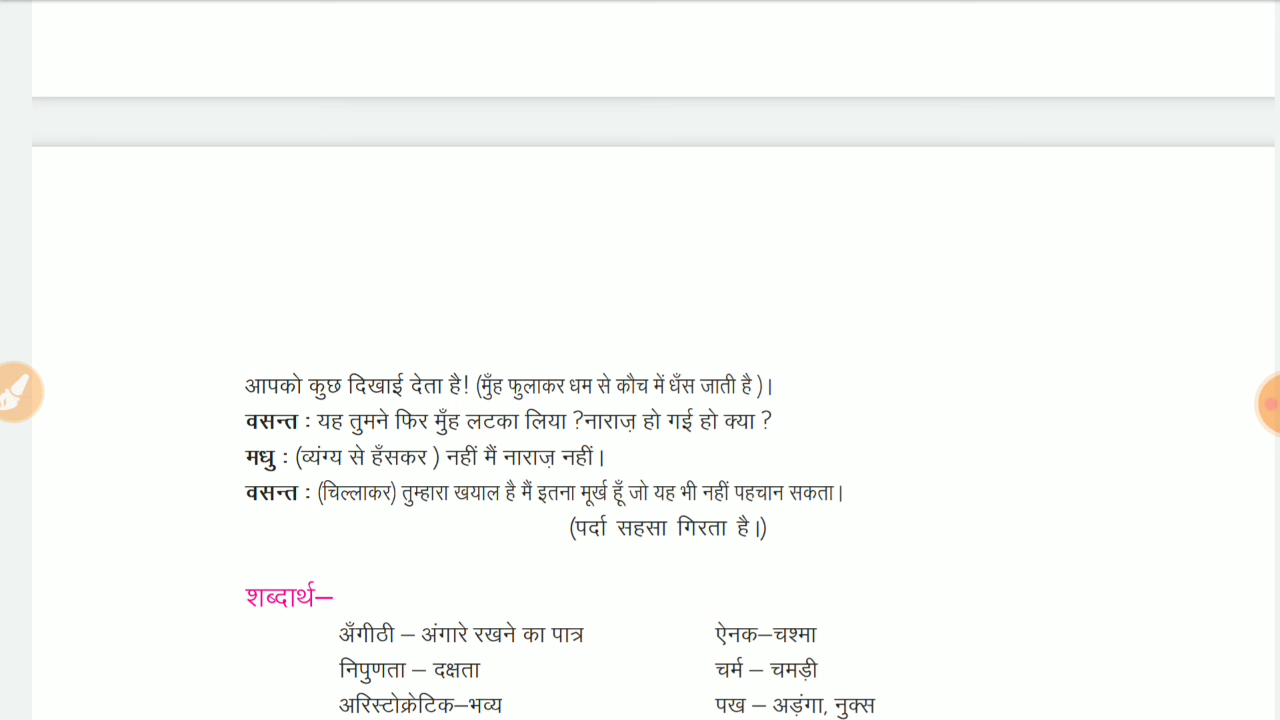 आपको कुछ दिखाई देता है! (मुँह फुलाकर धम से कौच में धँस जाती है )।
वसन्त : यह तुमने फिर मुँह लटका लिया ?नाराज़ हो गई हो क्या ?
मधु : (व्यंग्य से हँसकर ) नहीं मैं नाराज़ नहीं।
वसन्त : (चिल्लाकर) तुम्हारा खयाल है मैं इतना मूर्ख हूँ जो यह भी नहीं पहचान सकता।
(पर्दा सहसा गिरता है।)
शब्दार्थ–
अँगीठी – अंगारे रखने का पात्र ऐनक–चश्मा
निपुणता – दक्षता चर्म – चमड़ी
अरिस्टोक्रेटिक–भव्य पख – अड़ंगा, नुक्स